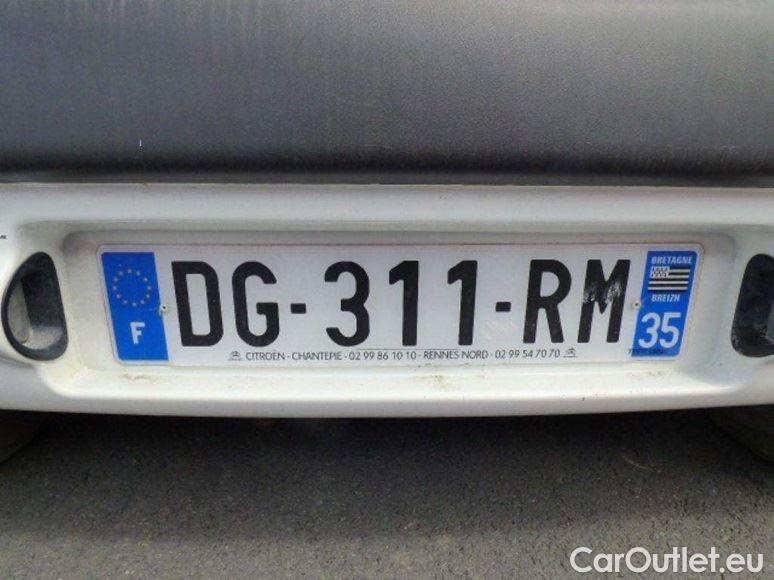 F DG-311-RM BRETAGNE
BREIZH
35
CITROËN - CHANTEPIE - 02 99 86 10 10 - RENNES NORD - 02 99 54 70 70
CarOutlet.eu